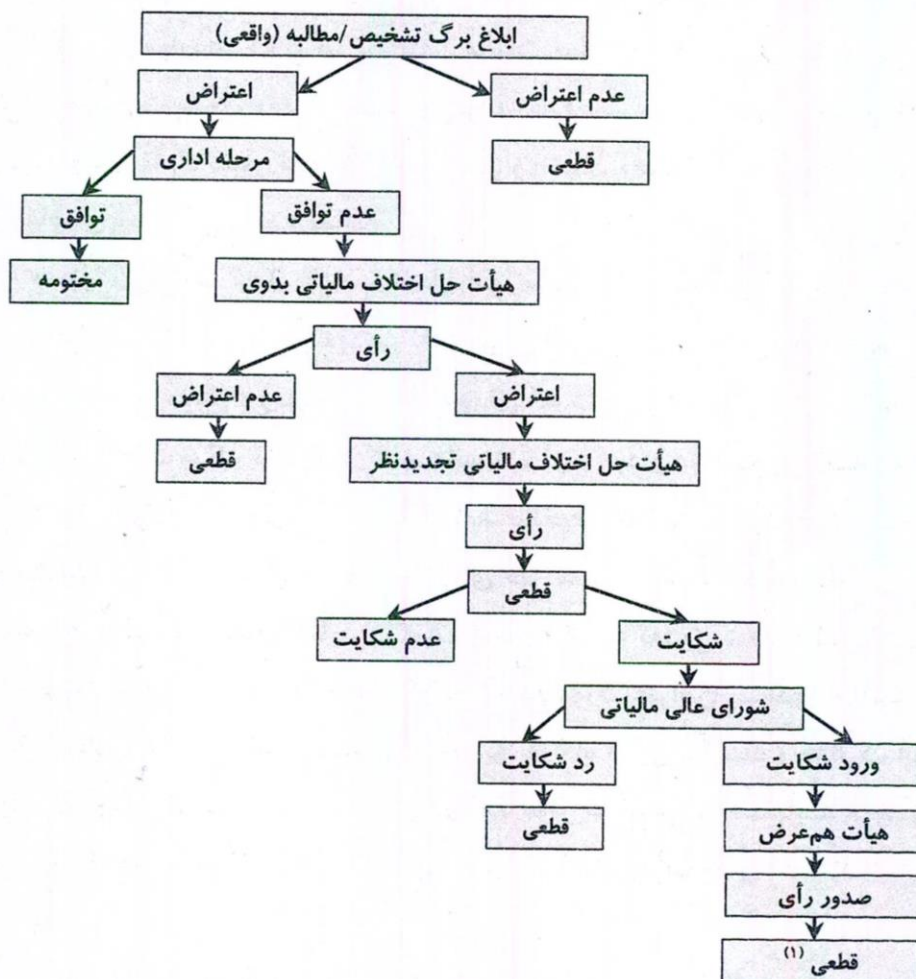 ابلاغ برگ تشخیص/مطالبه (واقعی)
عدم اعتراض
اعتراض
قطعی
مرحله اداری
عدم توافق
توافق
هیأت حل اختلاف مالیاتی بدوی
مختومه
رأی
اعتراض
عدم اعتراض
هیأت حل اختلاف مالیاتی تجدیدنظر
قطعی
رأی
قطعی
شکایت
عدم شکایت
شورای عالی مالیاتی
ورود شکایت
رد شکایت
هیأت هم‌عرض
قطعی
صدور رأی
قطعی (۱)